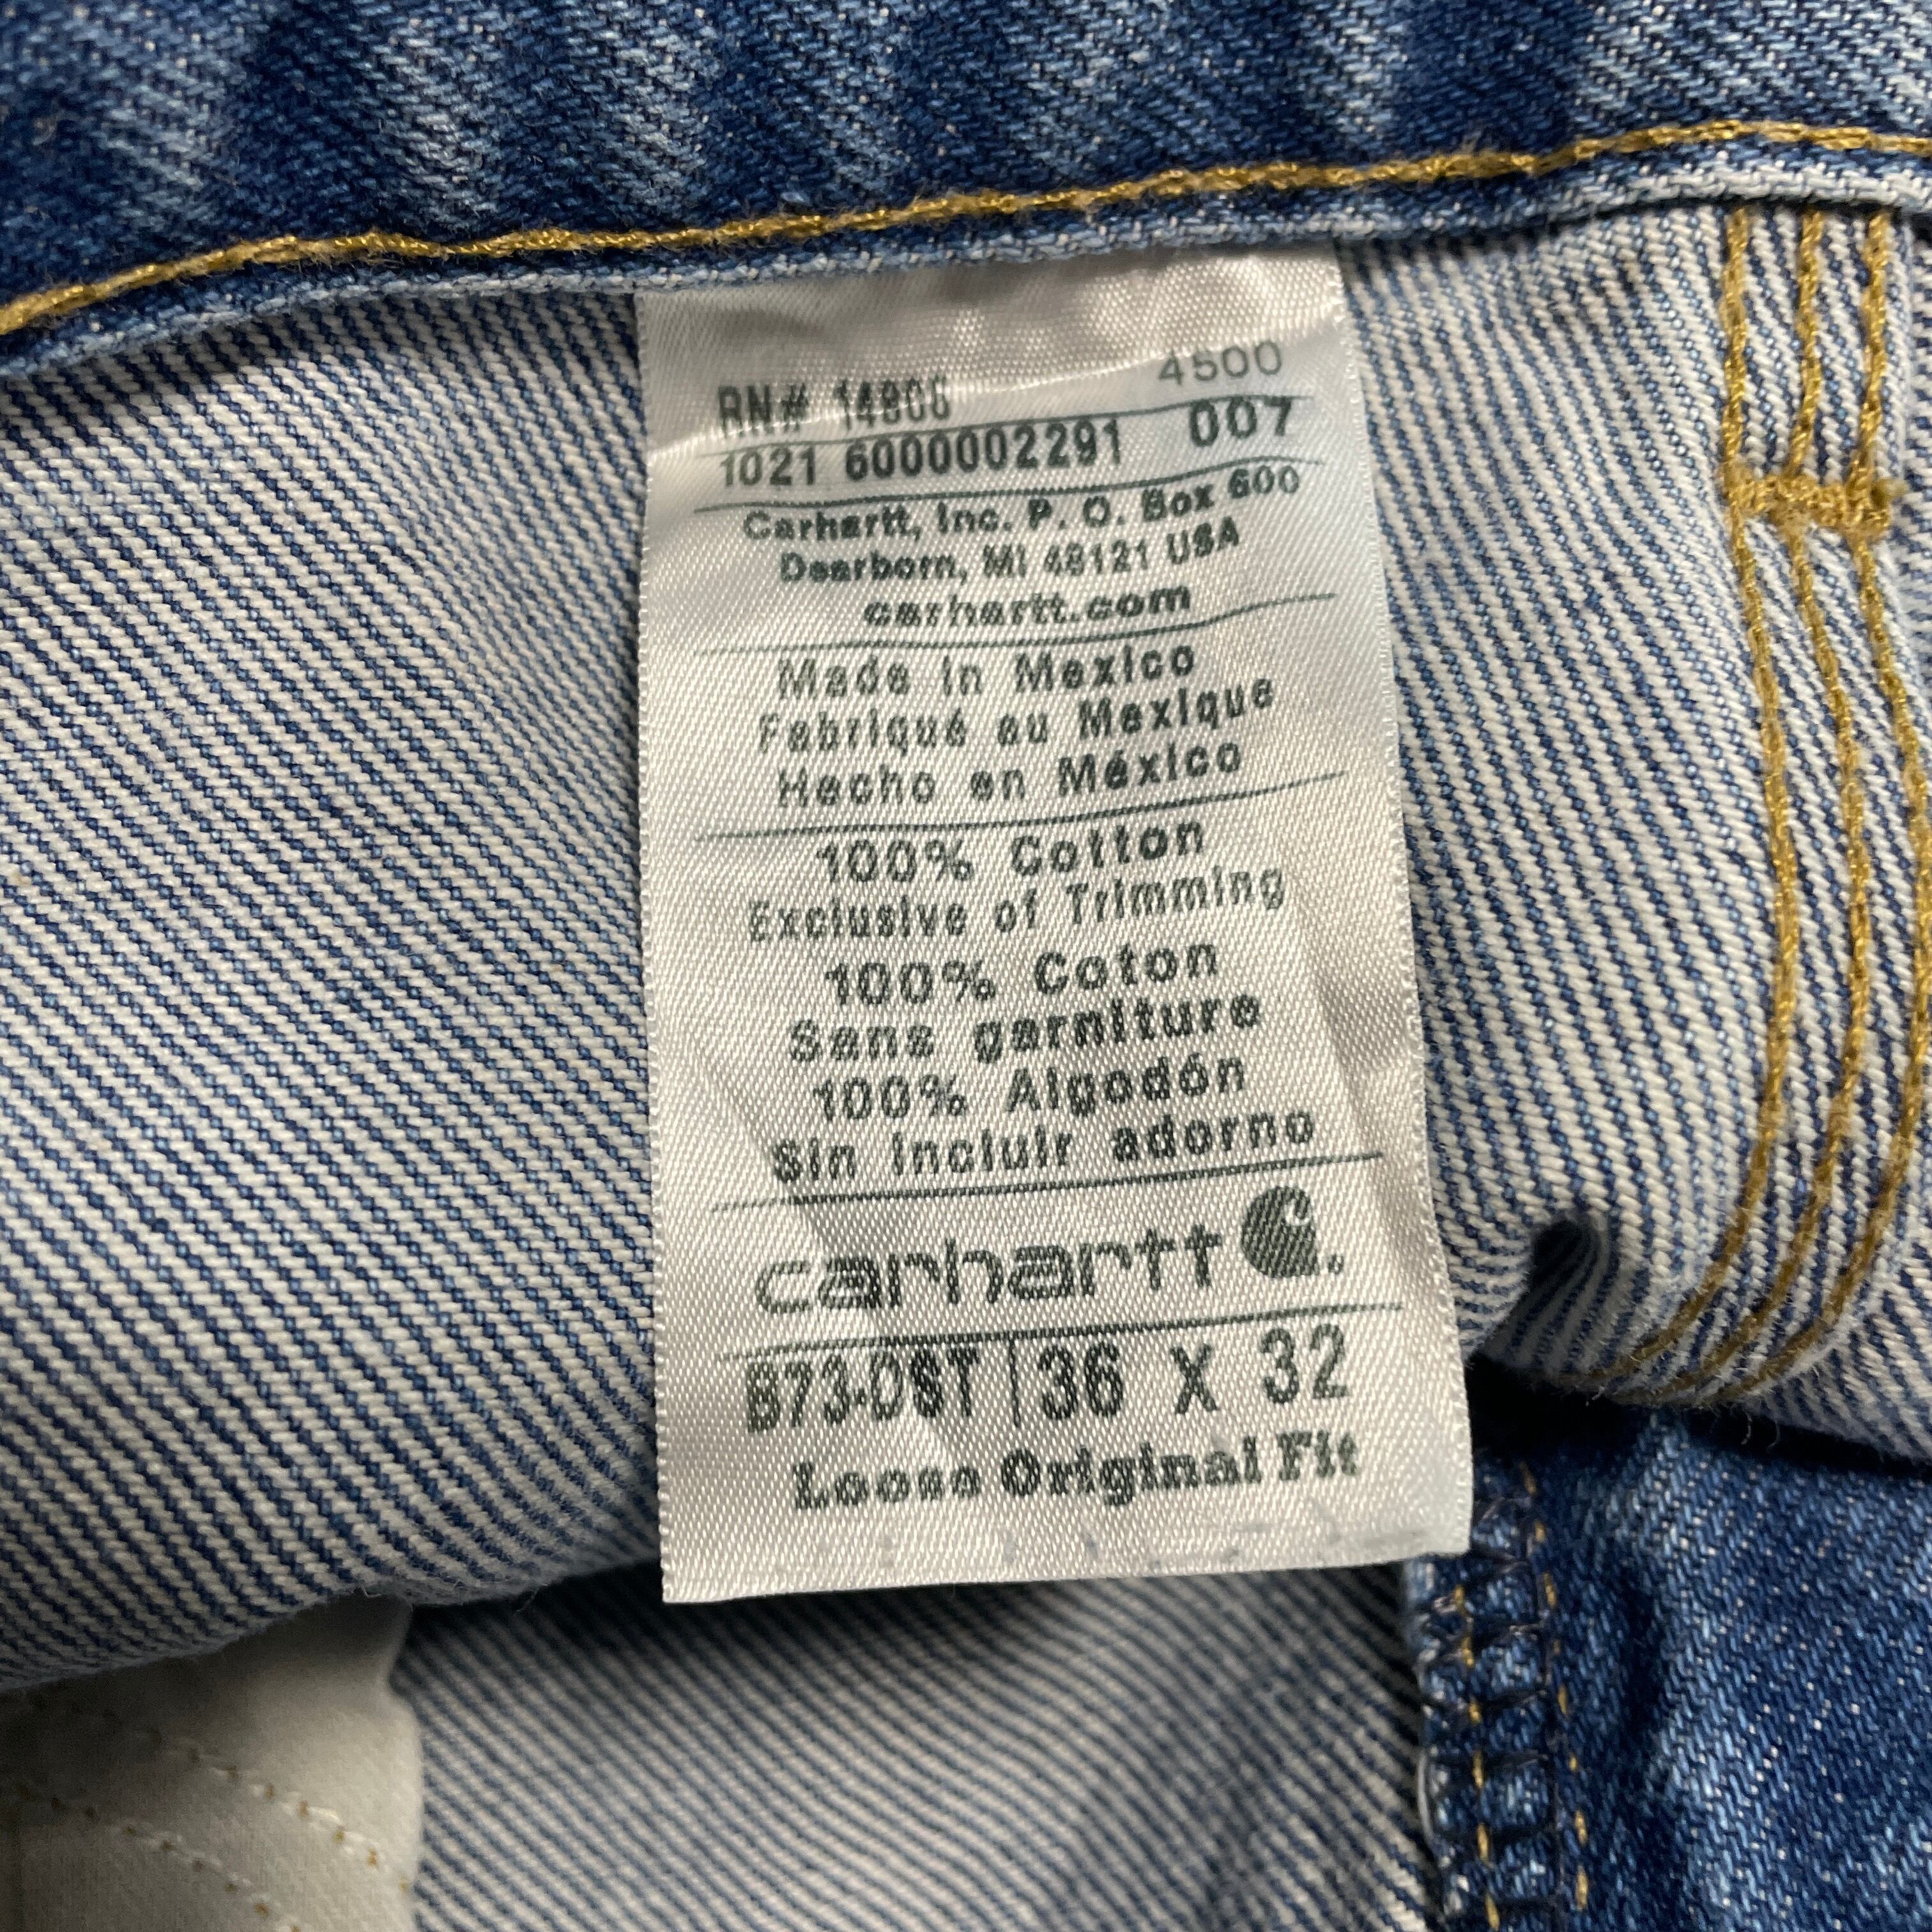 4500
RN# 14806
1021 6000002291 007
Carhartt, Inc. P. O. Box 600
Dearborn, MI 48121 USA
carhartt.com
Made in Mexico
Fabriqué au Mexique
Hecho en México
100% Cotton
Exclusive of Trimming
100% Coton
Sans garniture
100% Algodón
Sin incluir adorno
carhartt
B73-DST | 36 X 32
Loose Original Fit